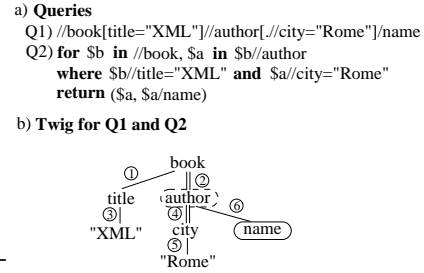 a) Queries
Q1) //book[title="XML"]//author[.//city="Rome"]/name
Q2) for $b in //book, $a in $b//author
where $b//title="XML" and $a//city="Rome"
return ($a, $a/name)
b) Twig for Q1 and Q2
book
① ②
title author ⑥
③ ④
"XML" city name
⑤
"Rome"